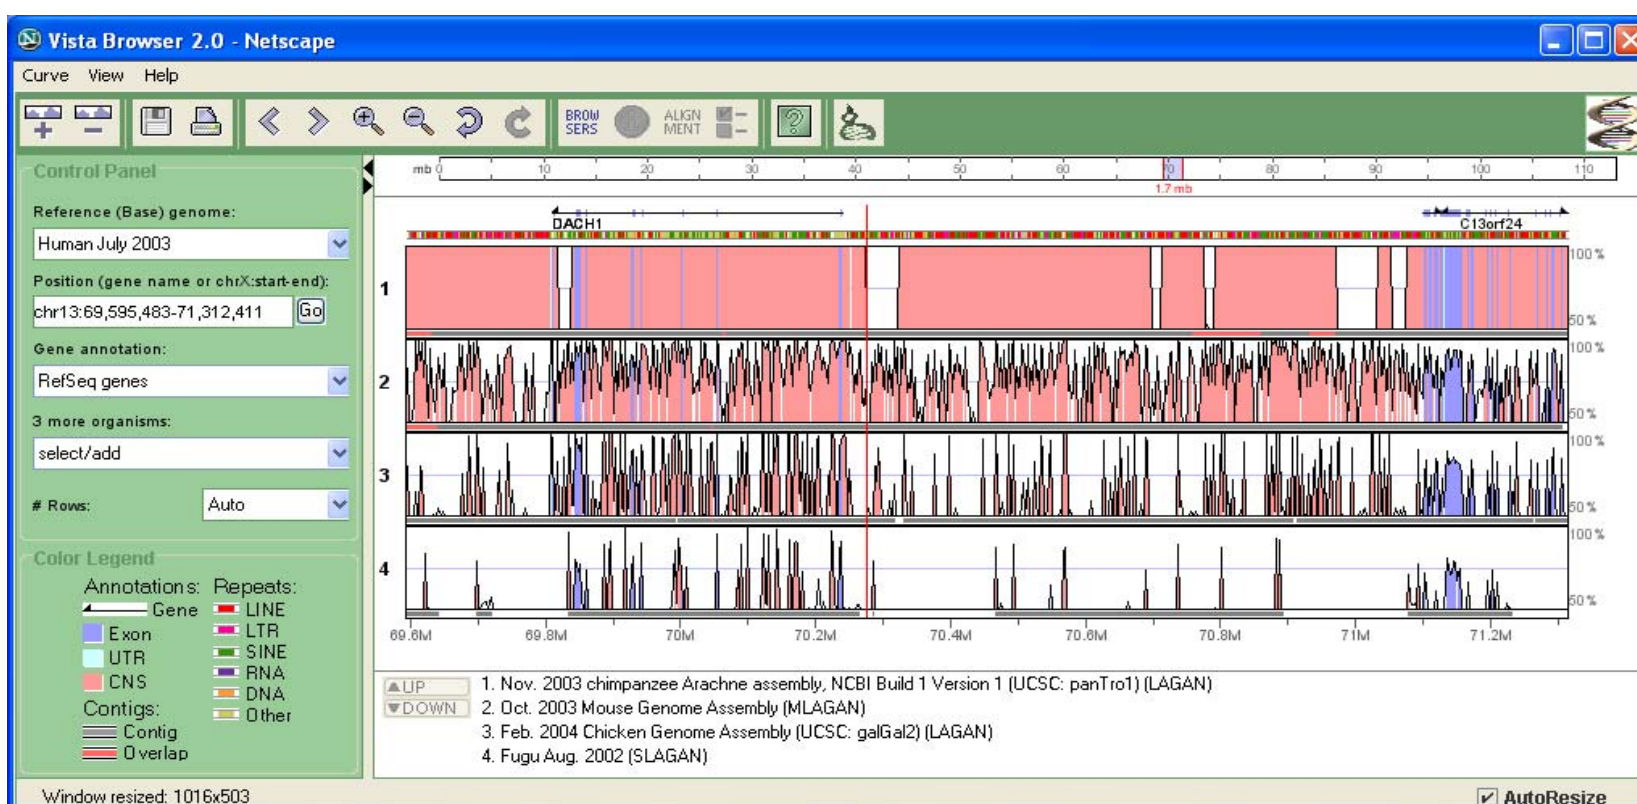 Vista Browser 2.0 - Netscape
Curve View Help
BROW SERS
ALIGN MENT
Control Panel
Reference (Base) genome:
Human July 2003
Position (gene name or chrX:start-end):
chr13:69,595,483-71,312,411 Go
Gene annotation:
RefSeq genes
3 more organisms:
select/add
# Rows: Auto
Color Legend
Annotations: Repeats:
Gene LINE
Exon LTR
UTR SINE
CNS RNA
DNA
Contigs: Other
Contig
Overlap
mb 0 10 20 30 40 50 60 70 80 90 100 110
1.7 mb
DACH1 C13orf24
1 100% 50%
2 100% 50%
3 100% 50%
4 100% 50%
69.6M 69.8M 70M 70.2M 70.4M 70.6M 70.8M 71M 71.2M
UP
DOWN
1. Nov. 2003 chimpanzee Arachne assembly, NCBI Build 1 Version 1 (UCSC: panTro1) (LAGAN)
2. Oct. 2003 Mouse Genome Assembly (MLAGAN)
3. Feb. 2004 Chicken Genome Assembly (UCSC: galGal2) (LAGAN)
4. Fugu Aug. 2002 (SLAGAN)
Window resized: 1016x503 AutoResize